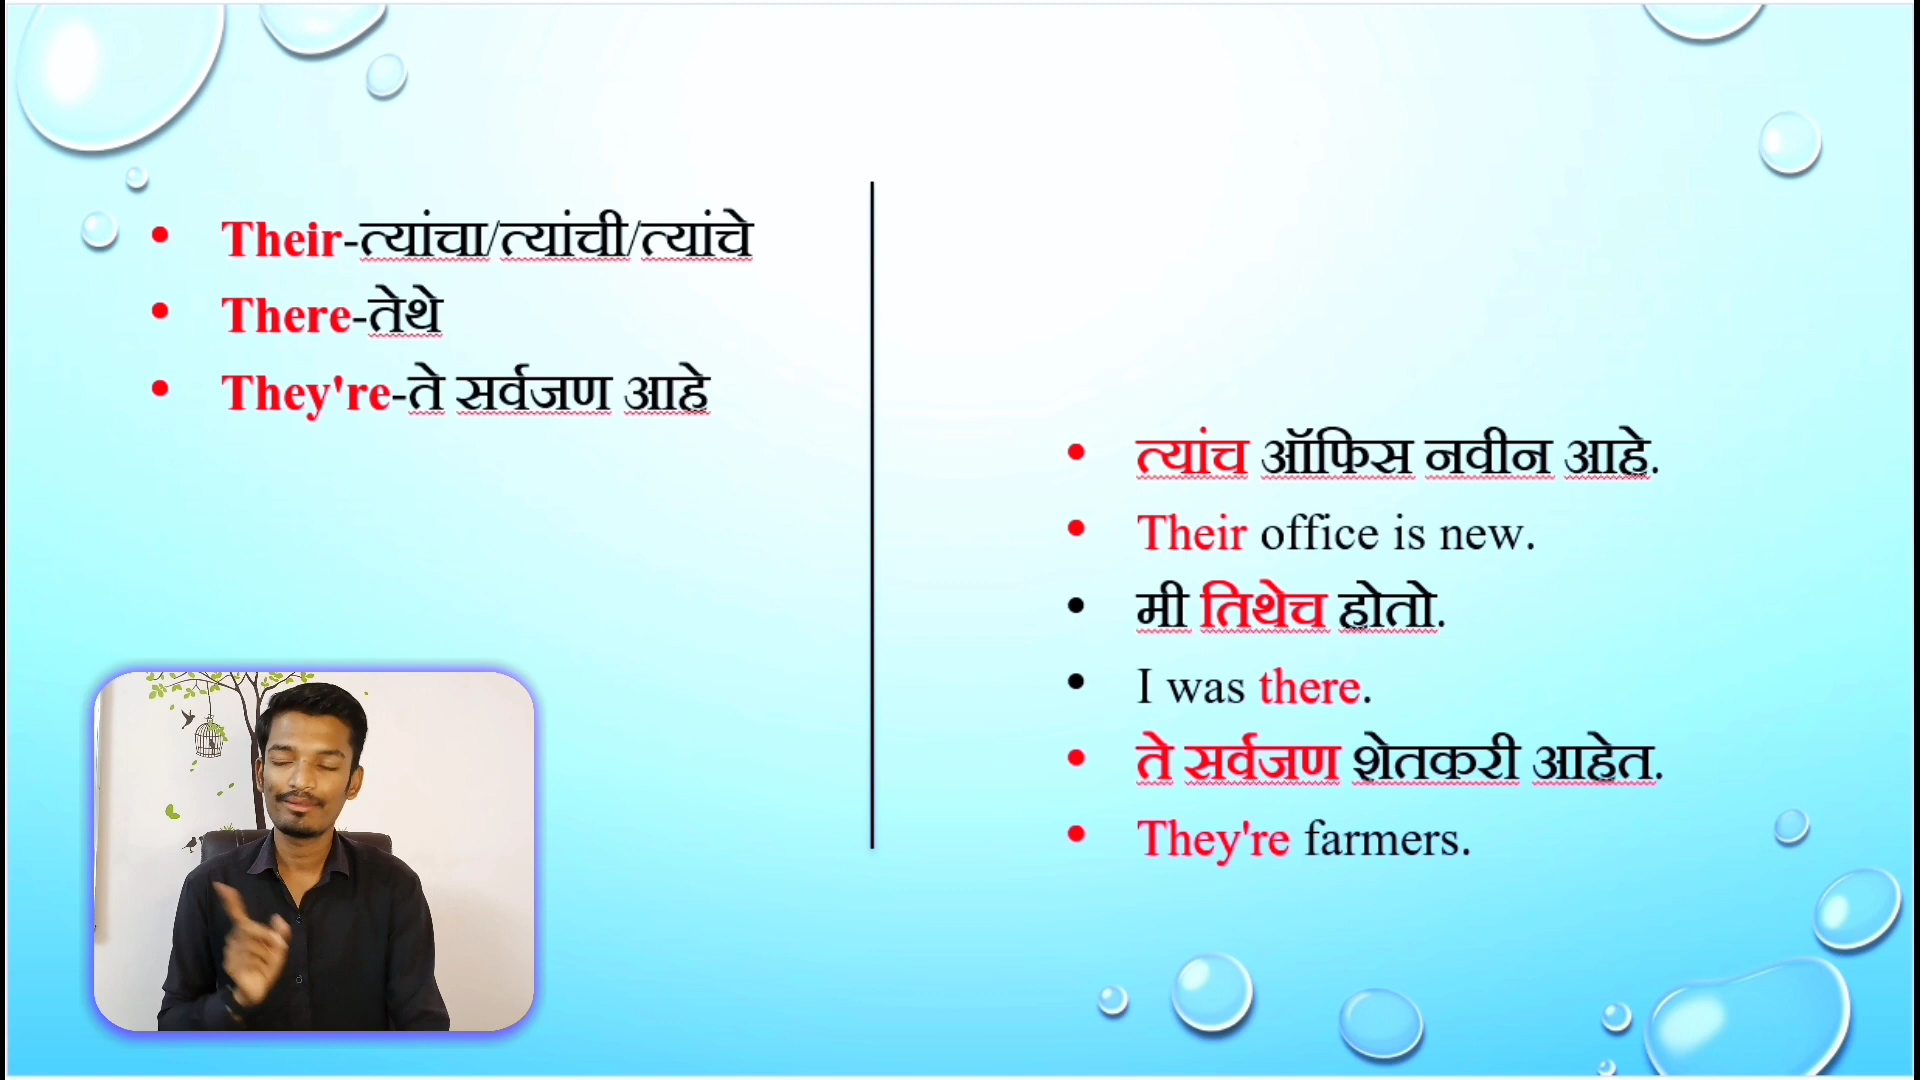 Their-त्यांचा/त्यांची/त्यांचे
There-तेथे
They're-ते सर्वजण आहे
त्यांच ऑफिस नवीन आहे.
Their office is new.
मी तिथेच होतो.
I was there.
ते सर्वजण शेतकरी आहेत.
They're farmers.